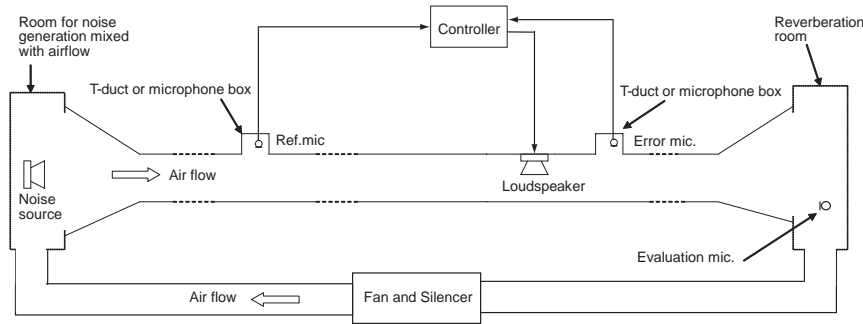 Room for noise
generation mixed
with airflow
Controller
Reverberation
room
T-duct or microphone box
T-duct or microphone box
Ref.mic
Error mic.
Air flow
Loudspeaker
Noise
source
Evaluation mic.
Air flow
Fan and Silencer